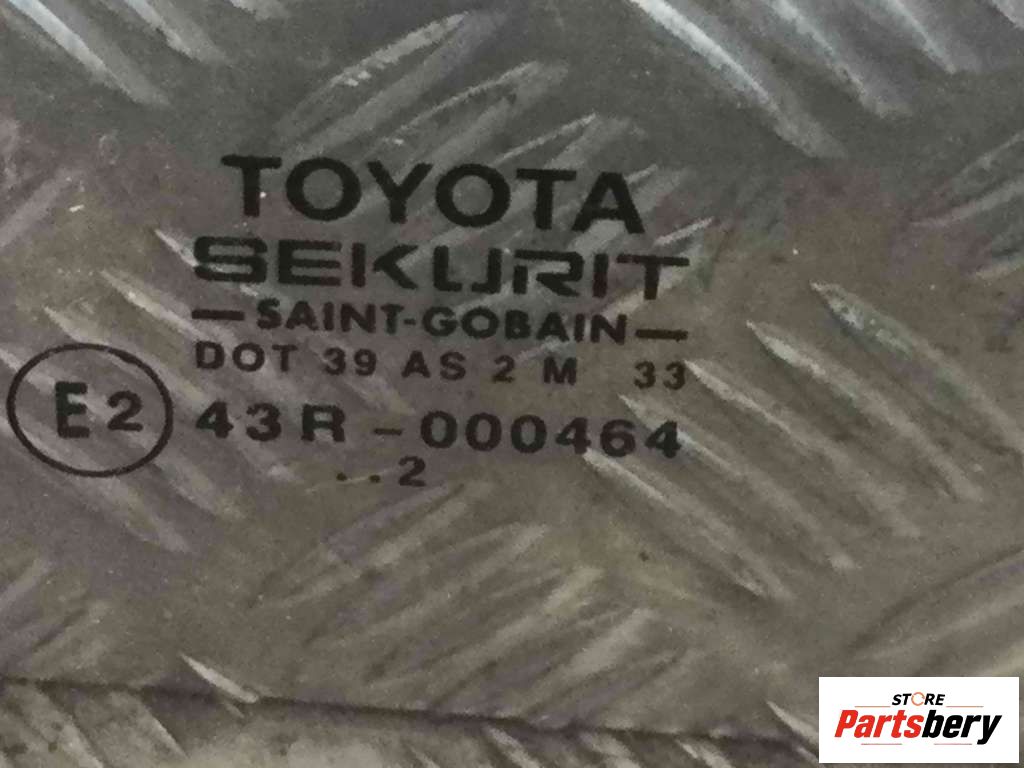 TOYOTA
SEKURIT
SAINT-GOBAIN
DOT 39 AS 2 M 33
E2 43R-000464
..2
STORE
Partsbery